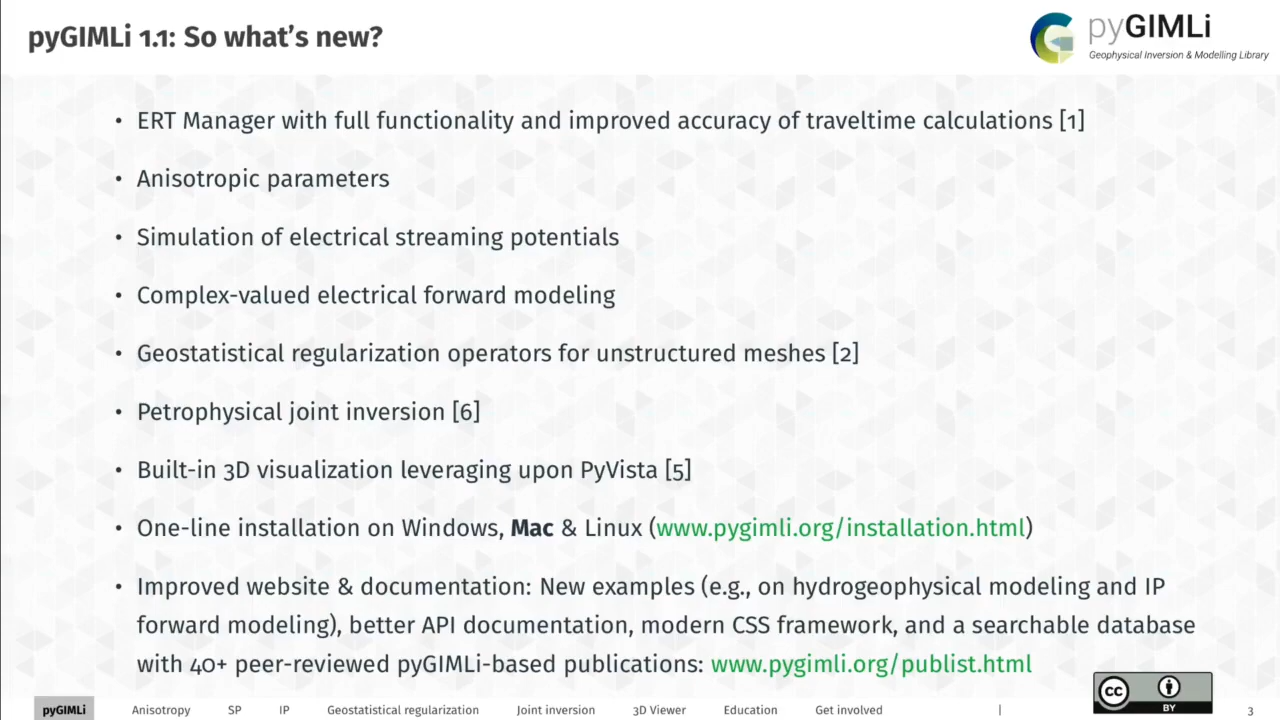 pyGIMLi 1.1: So what's new?
pyGIMLi
Geophysical Inversion & Modelling Library
• ERT Manager with full functionality and improved accuracy of traveltime calculations [1]
• Anisotropic parameters
• Simulation of electrical streaming potentials
• Complex-valued electrical forward modeling
• Geostatistical regularization operators for unstructured meshes [2]
• Petrophysical joint inversion [6]
• Built-in 3D visualization leveraging upon PyVista [5]
• One-line installation on Windows, Mac & Linux (www.pygimli.org/installation.html)
• Improved website & documentation: New examples (e.g., on hydrogeophysical modeling and IP
forward modeling), better API documentation, modern CSS framework, and a searchable database
with 40+ peer-reviewed pyGIMLi-based publications: www.pygimli.org/publist.html
pyGIMLi Anisotropy SP IP Geostatistical regularization Joint inversion 3D Viewer Education Get involved |
cc BY
3